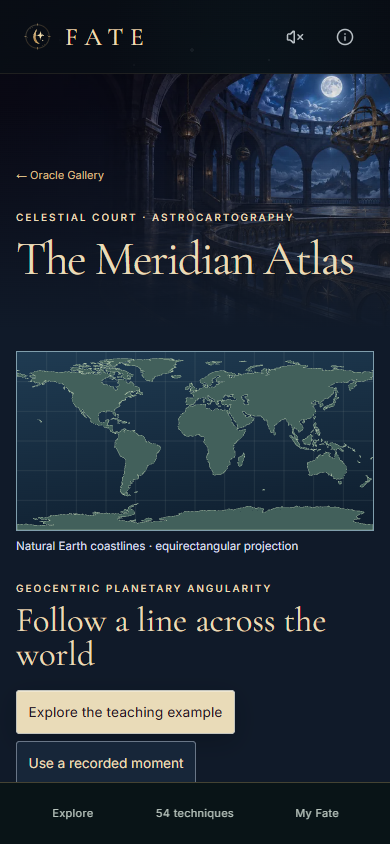 FATE
← Oracle Gallery
CELESTIAL COURT · ASTROCARTOGRAPHY
The Meridian Atlas
Natural Earth coastlines · equirectangular projection
GEOCENTRIC PLANETARY ANGULARITY
Follow a line across the
world
Explore the teaching example
Use a recorded moment
Explore
54 techniques
My Fate